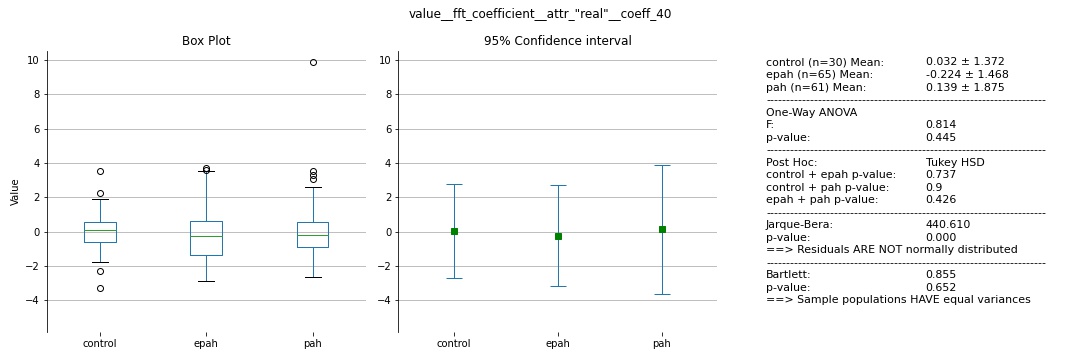 value__fft_coefficient__attr_"real"__coeff_40
Box Plot
10
8
6
4
2
0
−2
−4
Value
control
epah
pah
95% Confidence interval
10
8
6
4
2
0
−2
−4
control
epah
pah
control (n=30) Mean: 0.032 ± 1.372
epah (n=65) Mean: -0.224 ± 1.468
pah (n=61) Mean: 0.139 ± 1.875
One-Way ANOVA
F: 0.814
p-value: 0.445
Post Hoc: Tukey HSD
control + epah p-value: 0.737
control + pah p-value: 0.9
epah + pah p-value: 0.426
Jarque-Bera: 440.610
p-value: 0.000
==> Residuals ARE NOT normally distributed
Bartlett: 0.855
p-value: 0.652
==> Sample populations HAVE equal variances